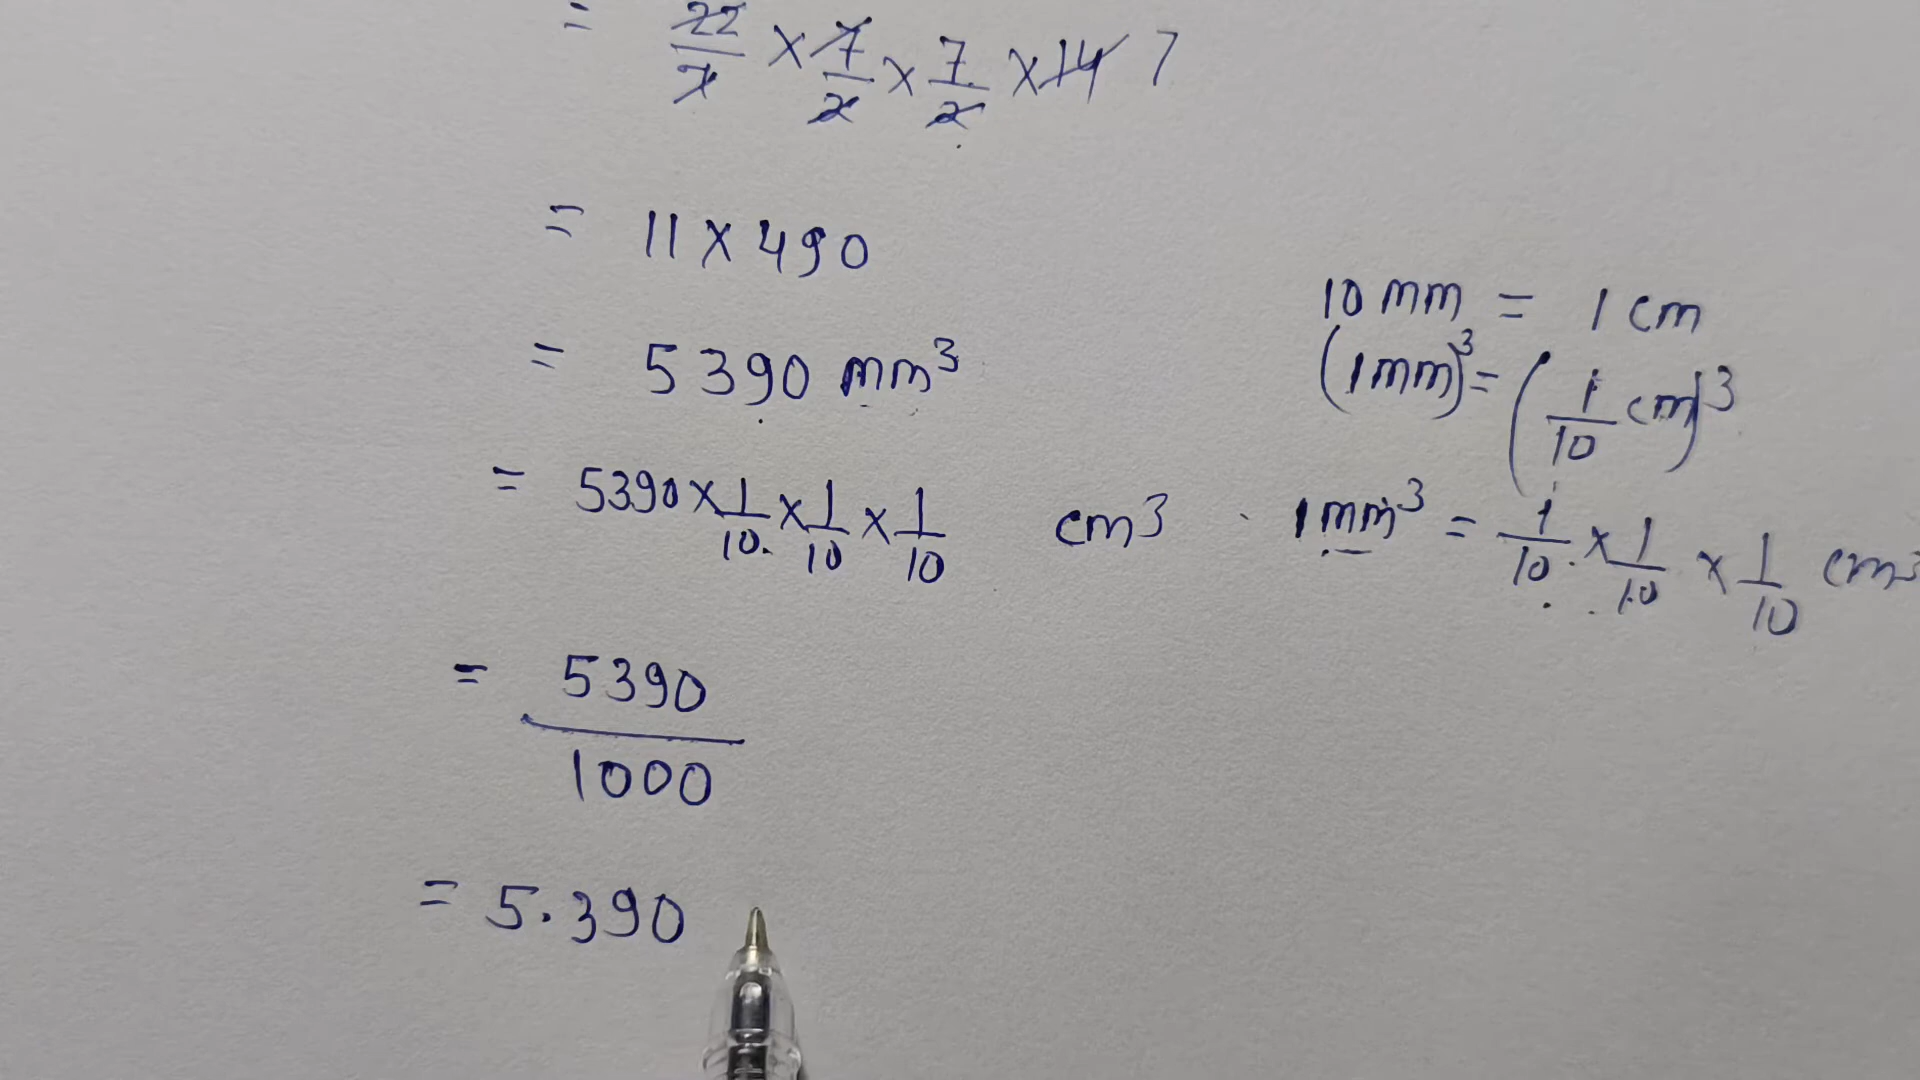 = 22/7 × 7/2 × 7/2 × 14 7
= 11 × 490
= 5390 mm³
= 5390 × 1/10 × 1/10 × 1/10 cm³
= 5390/1000
= 5.390
10 mm = 1 cm
(1mm)³ = (1/10 cm)³
1mm³ = 1/10 × 1/10 × 1/10 cm³